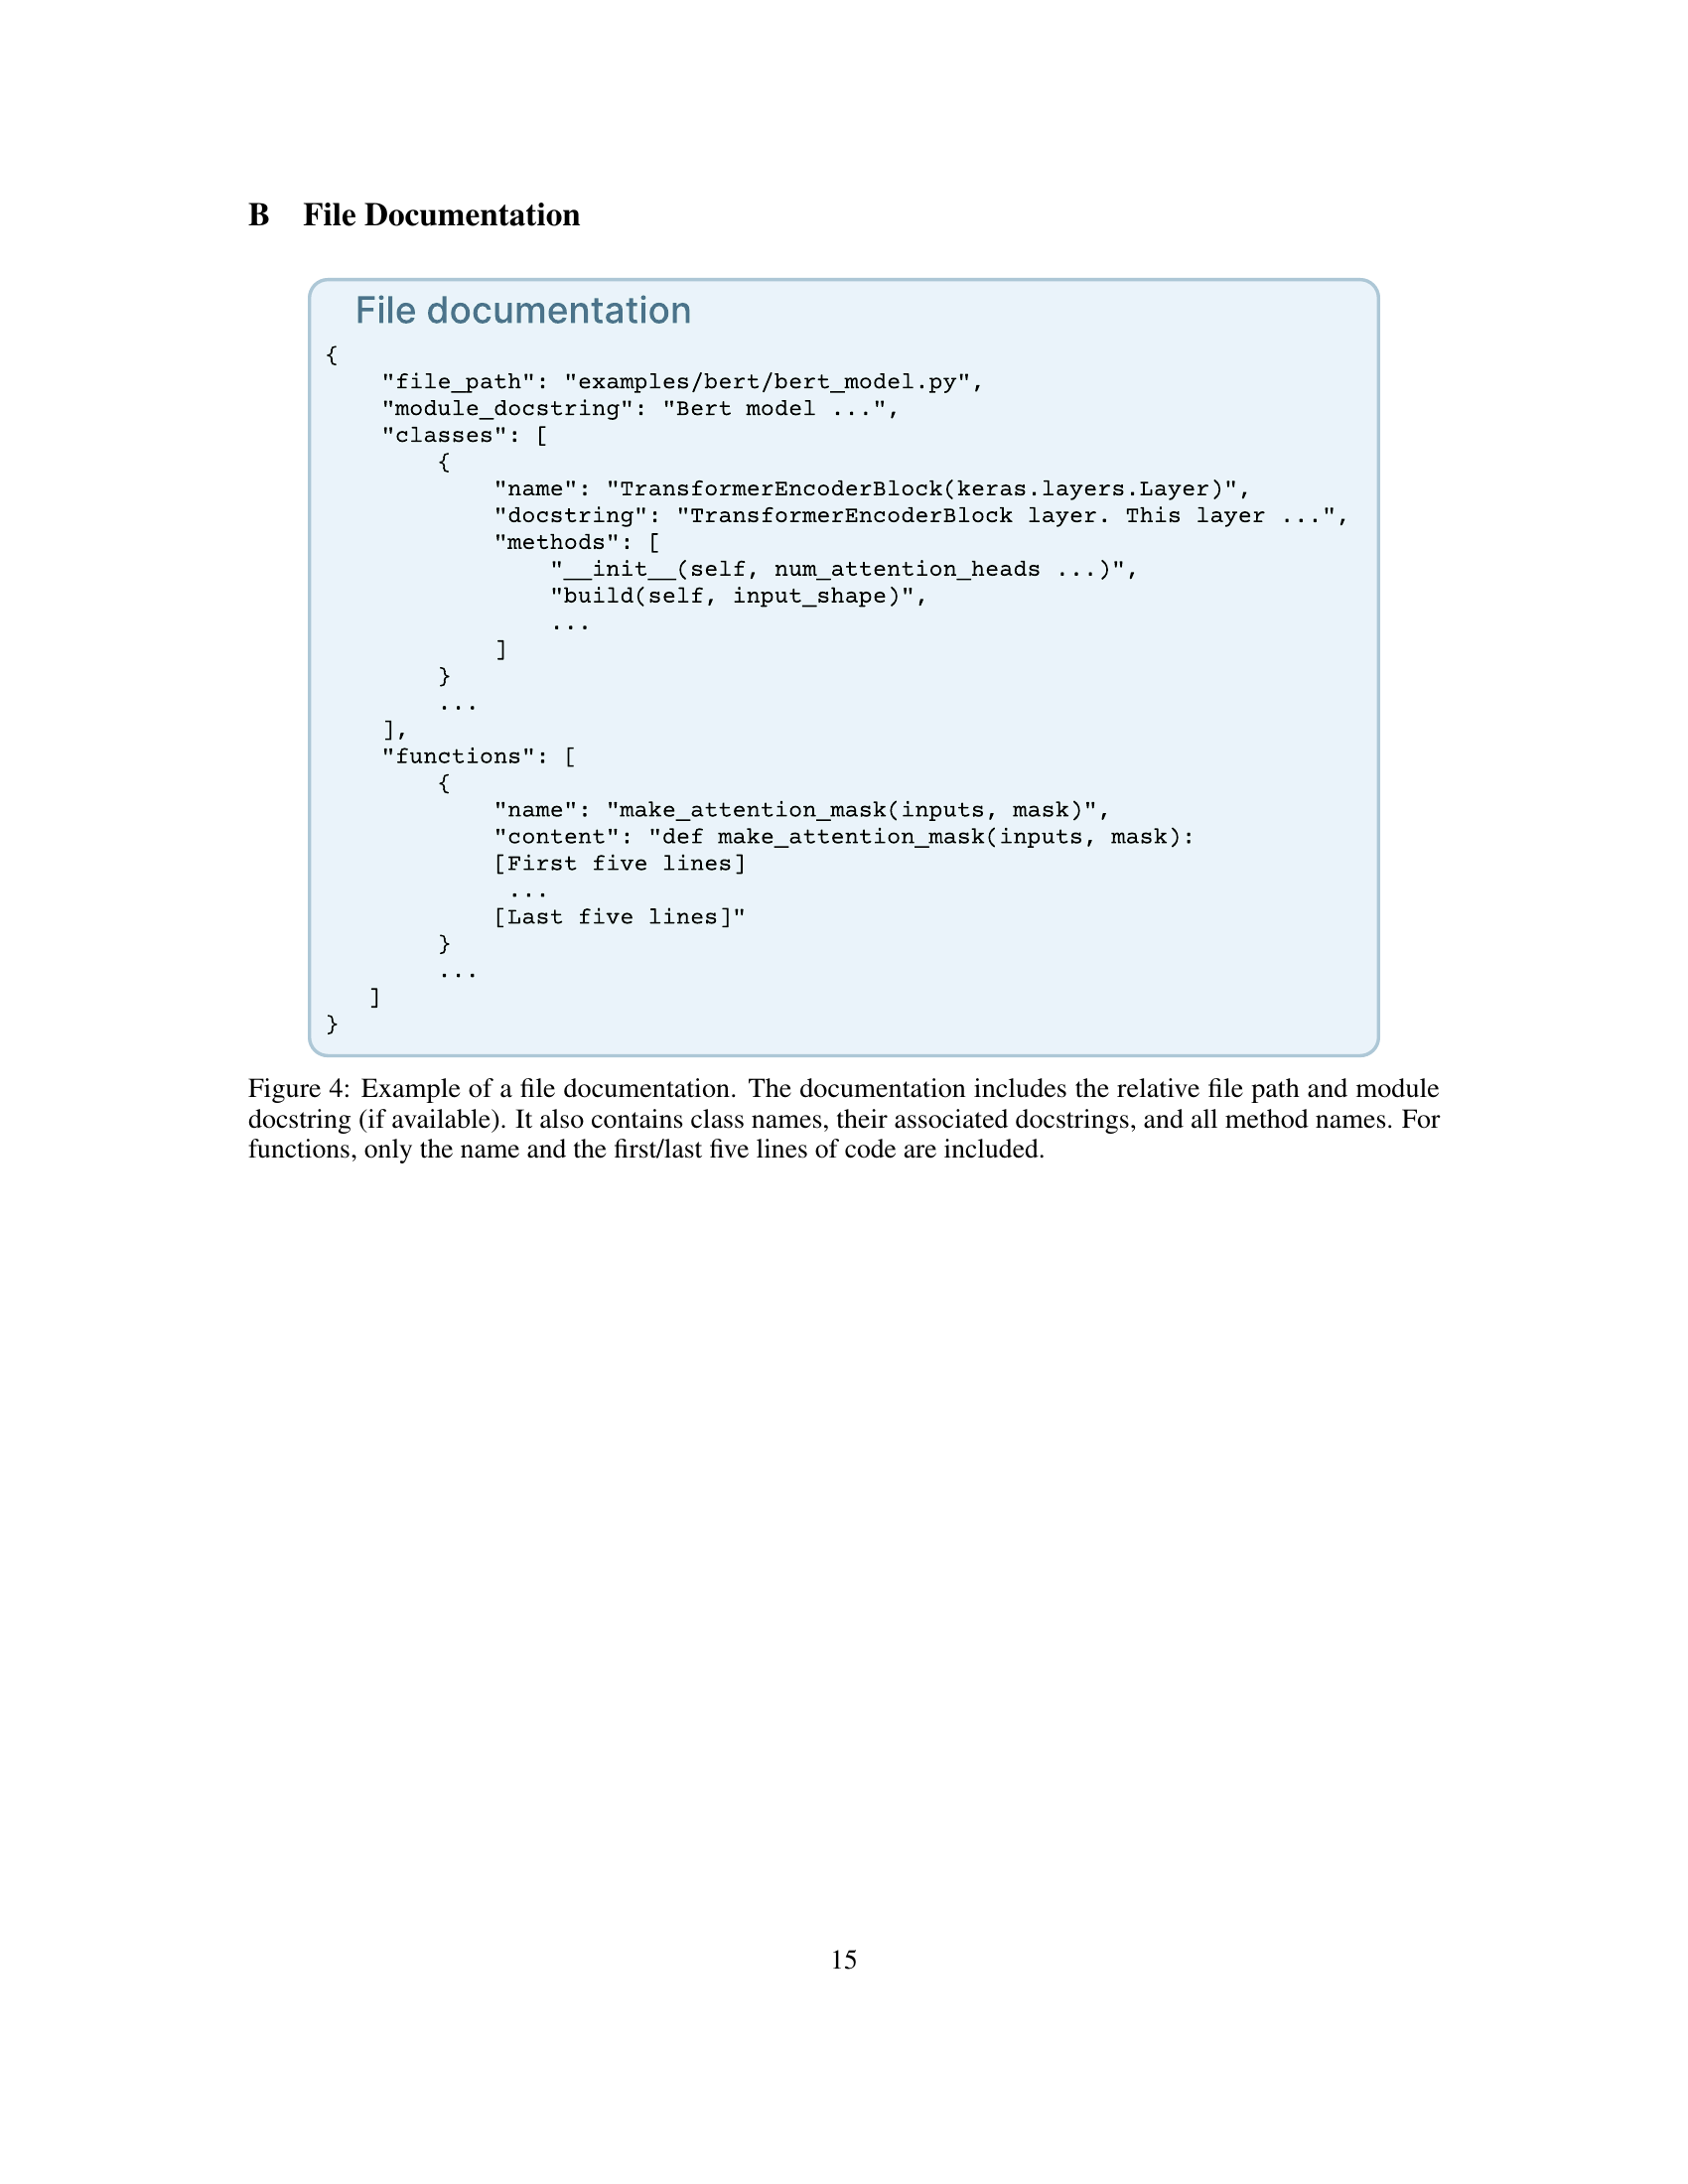 B File Documentation
File documentation
{
    "file_path": "examples/bert/bert_model.py",
    "module_docstring": "Bert model ...",
    "classes": [
        {
            "name": "TransformerEncoderBlock(keras.layers.Layer)",
            "docstring": "TransformerEncoderBlock layer. This layer ...",
            "methods": [
                "__init__(self, num_attention_heads ...)",
                "build(self, input_shape)",
                ...
            ]
        }
        ...
    ],
    "functions": [
        {
            "name": "make_attention_mask(inputs, mask)",
            "content": "def make_attention_mask(inputs, mask):
            [First five lines]
             ...
            [Last five lines]"
        }
        ...
   ]
}
Figure 4: Example of a file documentation. The documentation includes the relative file path and module
docstring (if available). It also contains class names, their associated docstrings, and all method names. For
functions, only the name and the first/last five lines of code are included.
15